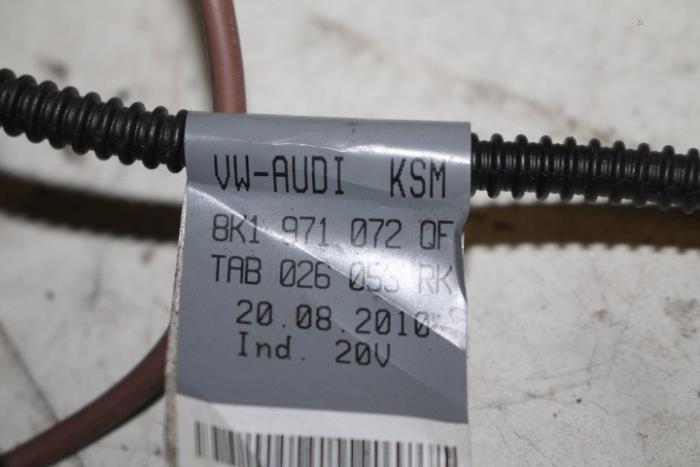 VW-AUDI KSM
8K1 971 072 QF
TAB 026 053 RK
20.08.2010
Ind. 20V